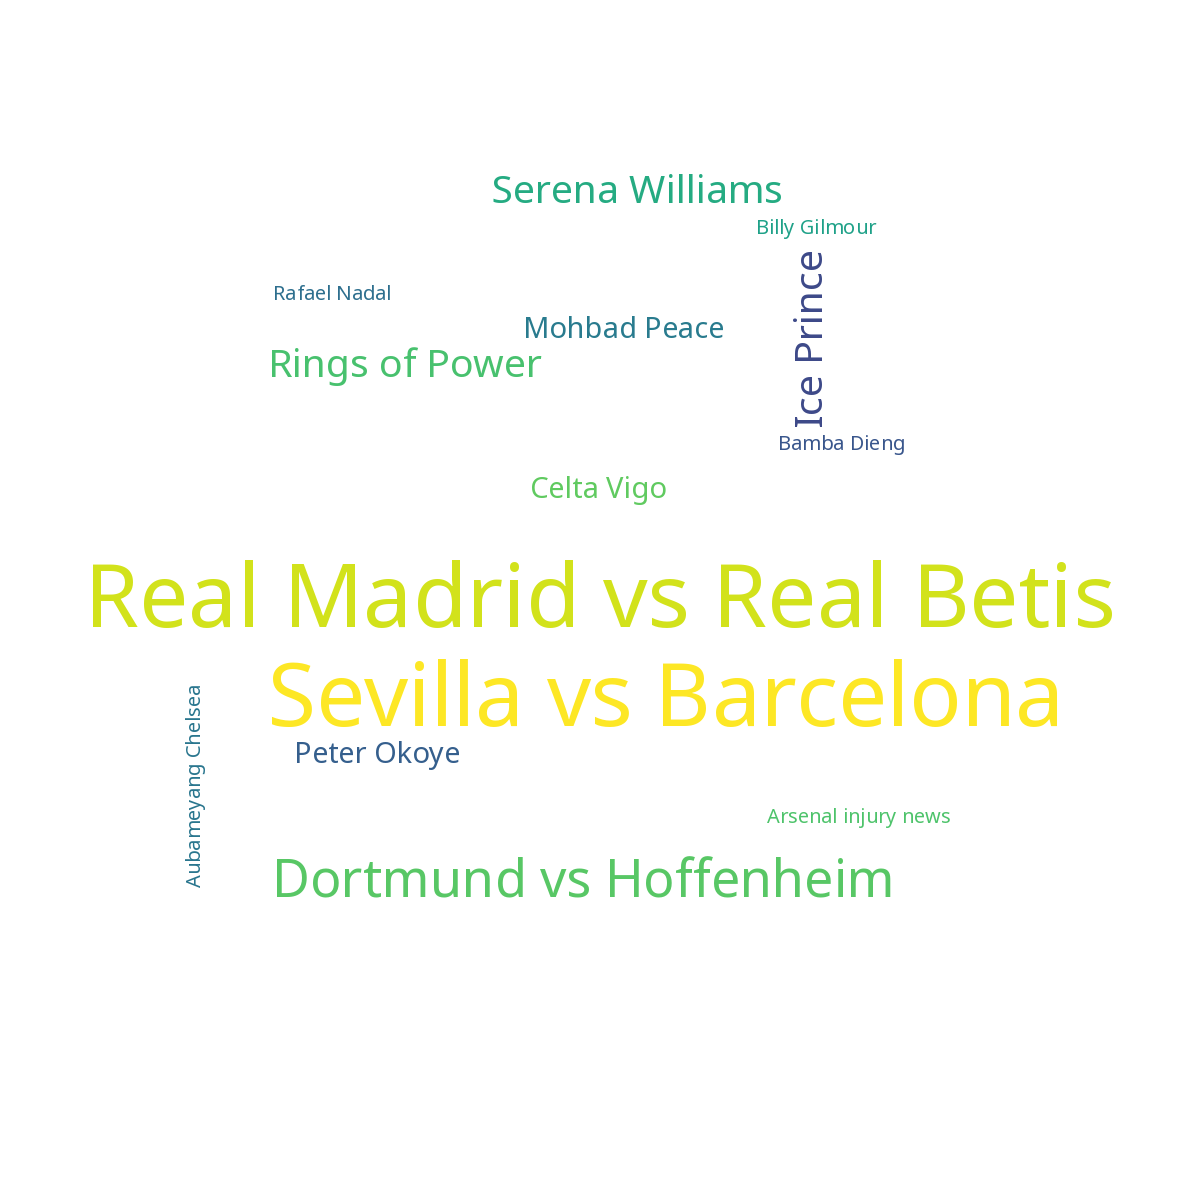 Serena Williams
Billy Gilmour
Ice Prince
Rafael Nadal
Mohbad Peace
Rings of Power
Bamba Dieng
Celta Vigo
Real Madrid vs Real Betis
Sevilla vs Barcelona
Aubameyang Chelsea
Peter Okoye
Arsenal injury news
Dortmund vs Hoffenheim